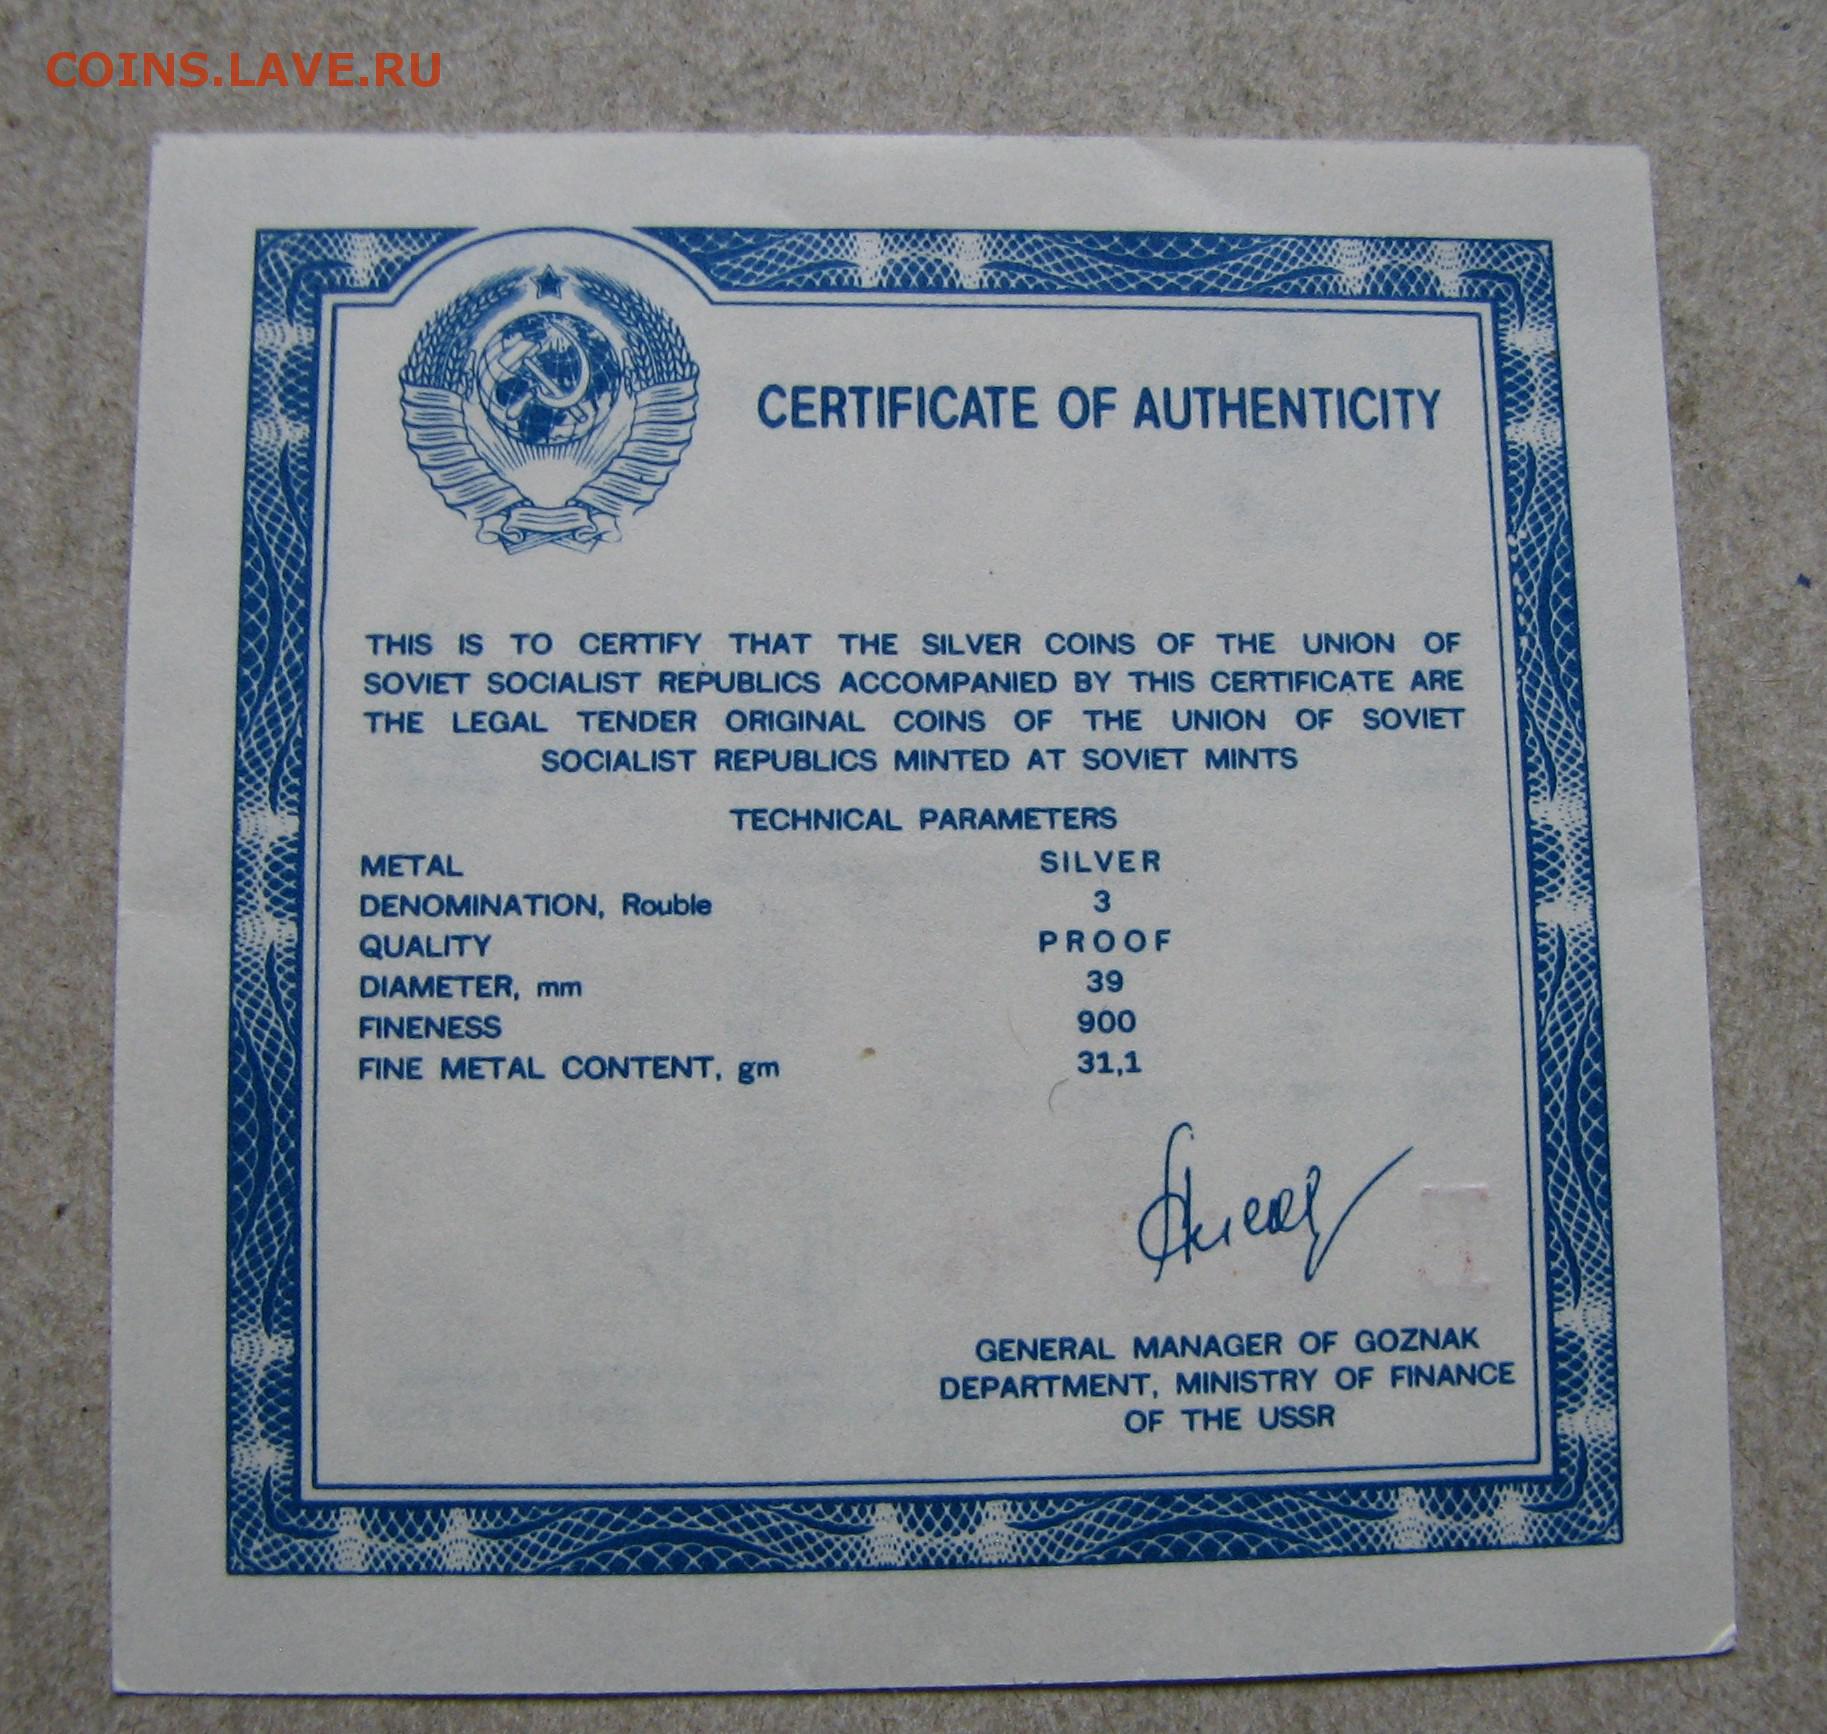 COINS.LAVE.RU
CERTIFICATE OF AUTHENTICITY
THIS IS TO CERTIFY THAT THE SILVER COINS OF THE UNION OF
SOVIET SOCIALIST REPUBLICS ACCOMPANIED BY THIS CERTIFICATE ARE
THE LEGAL TENDER ORIGINAL COINS OF THE UNION OF SOVIET
SOCIALIST REPUBLICS MINTED AT SOVIET MINTS
TECHNICAL PARAMETERS
METAL SILVER
DENOMINATION, Rouble 3
QUALITY PROOF
DIAMETER, mm 39
FINENESS 900
FINE METAL CONTENT, gm 31,1
GENERAL MANAGER OF GOZNAK
DEPARTMENT, MINISTRY OF FINANCE
OF THE USSR